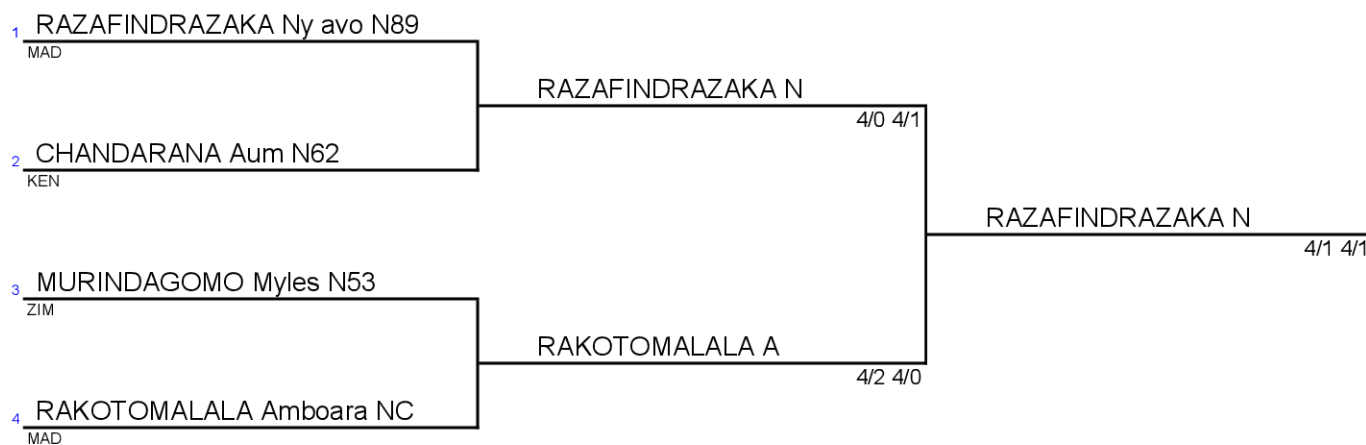 1 RAZAFINDRAZAKA Ny avo N89
MAD
RAZAFINDRAZAKA N
4/0 4/1
2 CHANDARANA Aum N62
KEN
RAZAFINDRAZAKA N
4/1 4/1
3 MURINDAGOMO Myles N53
ZIM
RAKOTOMALALA A
4/2 4/0
4 RAKOTOMALALA Amboara NC
MAD